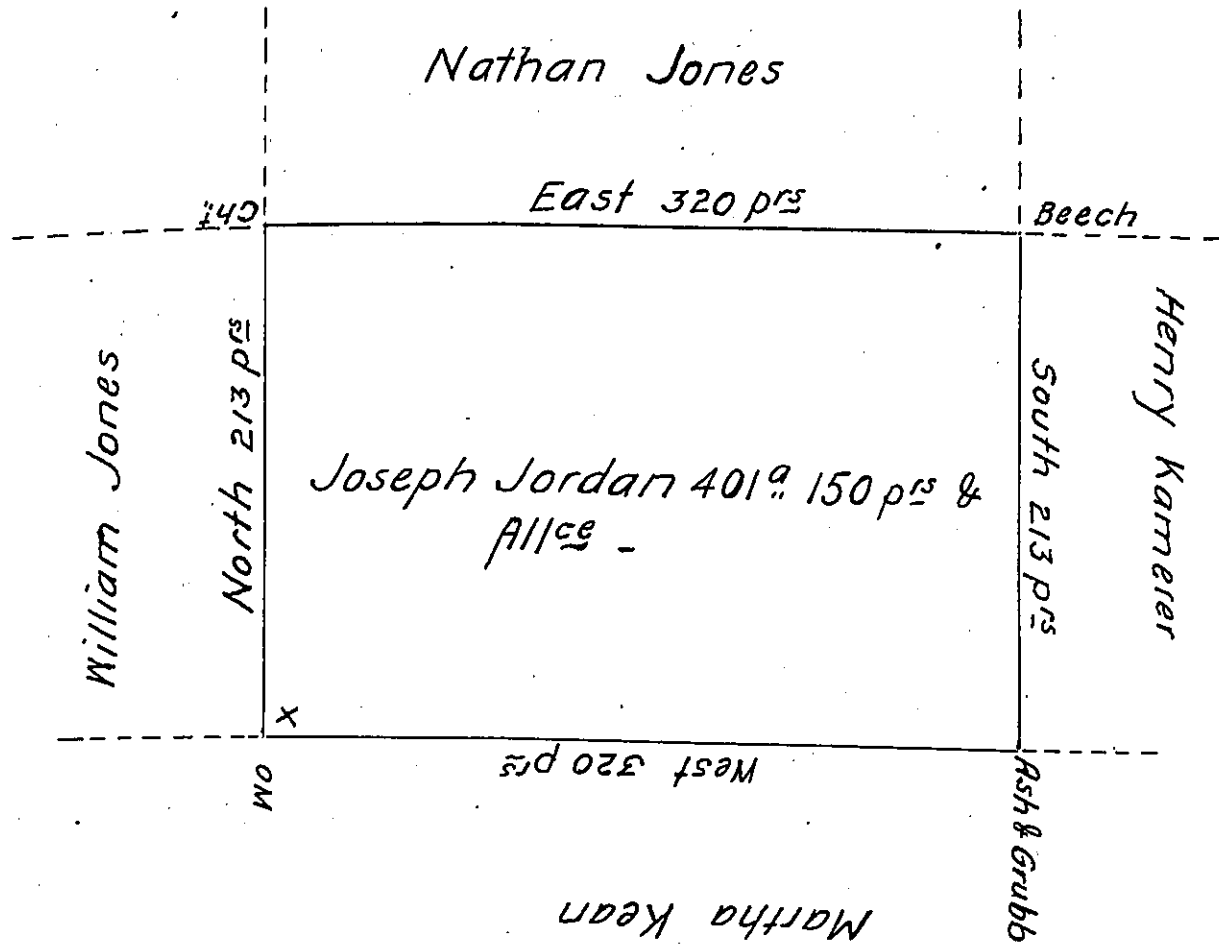 Nathan Jones
East 320 prs
Cht
Beech
William Jones
North 213 prs
Joseph Jordan 401a 150 prs &
Allce -
South 213 prs
Henry Kamerer
X
West 320 prs
WO
Ash & Grubb
Martha Kean